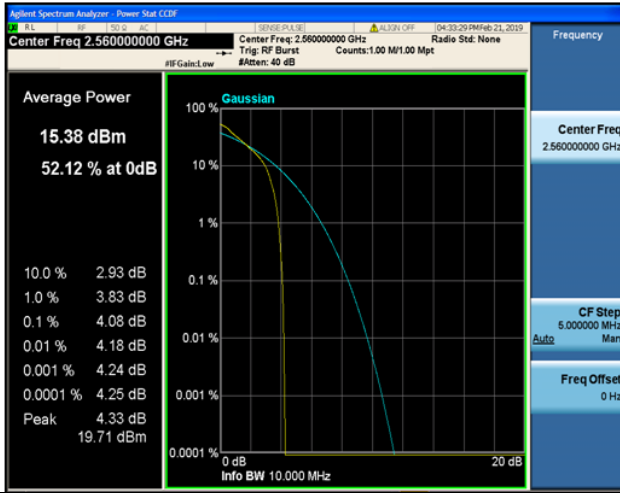 Agilent Spectrum Analyzer - Power Stat CCDF
RL RF 50 Ω AC SENSE:PULSE ALIGN OFF 04:33:29 PM Feb 21, 2019
Center Freq 2.560000000 GHz
Center Freq: 2.560000000 GHz Radio Std: None
Trig: RF Burst Counts:1.00 M/1.00 Mpt
#IFGain:Low #Atten: 40 dB
Frequency
Average Power
15.38 dBm
52.12 % at 0dB
10.0 % 2.93 dB
1.0 % 3.83 dB
0.1 % 4.08 dB
0.01 % 4.18 dB
0.001 % 4.24 dB
0.0001 % 4.25 dB
Peak 4.33 dB
19.71 dBm
Gaussian
100 %
10 %
1 %
0.1 %
0.01 %
0.001 %
0.0001 %
0 dB 20 dB
Info BW 10.000 MHz
Center Freq
2.560000000 GHz
CF Step
5.000000 MHz
Auto Man
Freq Offset
0 Hz